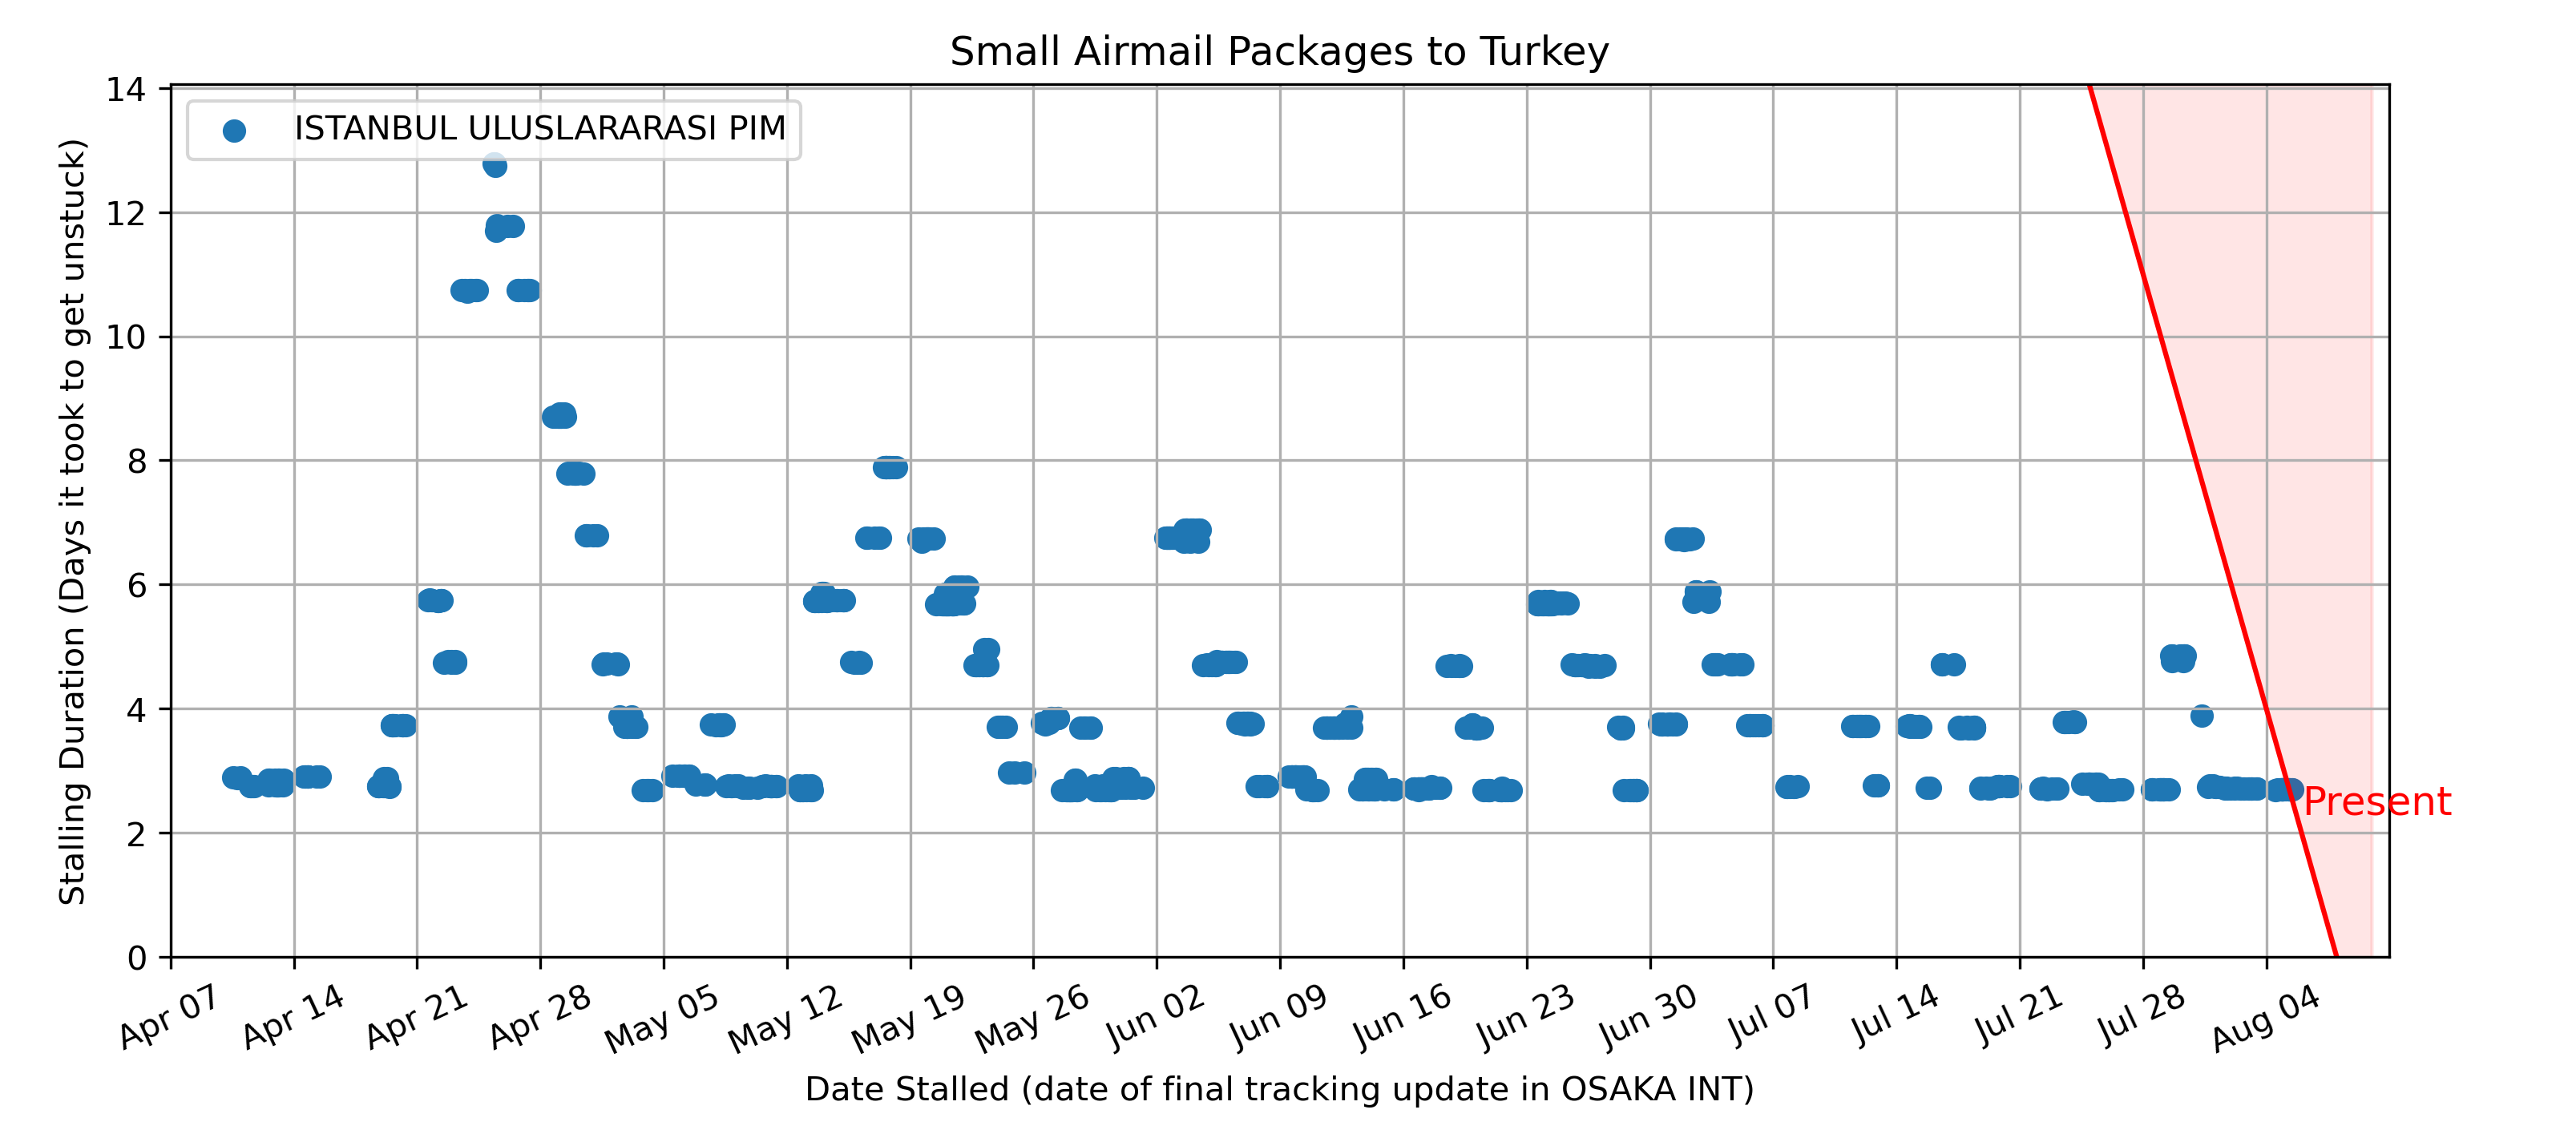 Small Airmail Packages to Turkey
ISTANBUL ULUSLARARASI PIM
Stalling Duration (Days it took to get unstuck)
14
12
10
8
6
4
2
0
Present
Apr 07
Apr 14
Apr 21
Apr 28
May 05
May 12
May 19
May 26
Jun 02
Jun 09
Jun 16
Jun 23
Jun 30
Jul 07
Jul 14
Jul 21
Jul 28
Aug 04
Date Stalled (date of final tracking update in OSAKA INT)